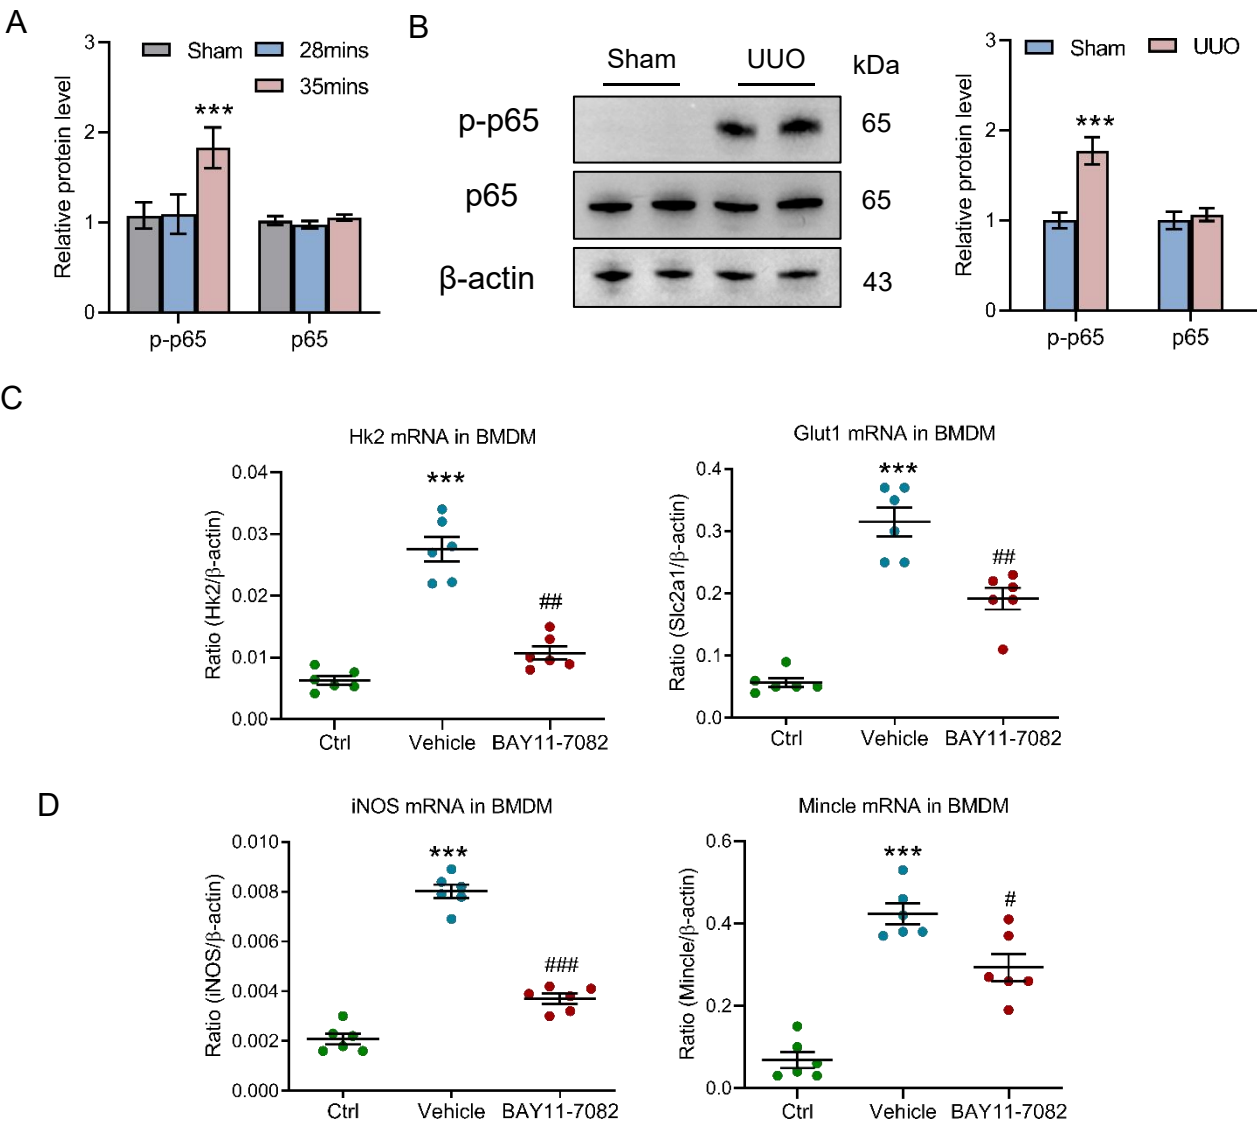 A
3
2
1
0
Relative protein level
Sham
28mins
35mins
***
p-p65
p65
B
Sham
UUO
kDa
p-p65
65
p65
65
β-actin
43
3
2
1
0
Relative protein level
Sham
UUO
***
p-p65
p65
C
Hk2 mRNA in BMDM
0.04
0.03
0.02
0.01
0.00
Ratio (Hk2/β-actin)
***
##
Ctrl
Vehicle
BAY11-7082
Glut1 mRNA in BMDM
0.4
0.3
0.2
0.1
0.0
Ratio (Slc2a1/β-actin)
***
##
Ctrl
Vehicle
BAY11-7082
D
iNOS mRNA in BMDM
0.010
0.008
0.006
0.004
0.002
0.000
Ratio (iNOS/β-actin)
***
###
Ctrl
Vehicle
BAY11-7082
Mincle mRNA in BMDM
0.6
0.4
0.2
0.0
Ratio (Mincle/β-actin)
***
#
Ctrl
Vehicle
BAY11-7082